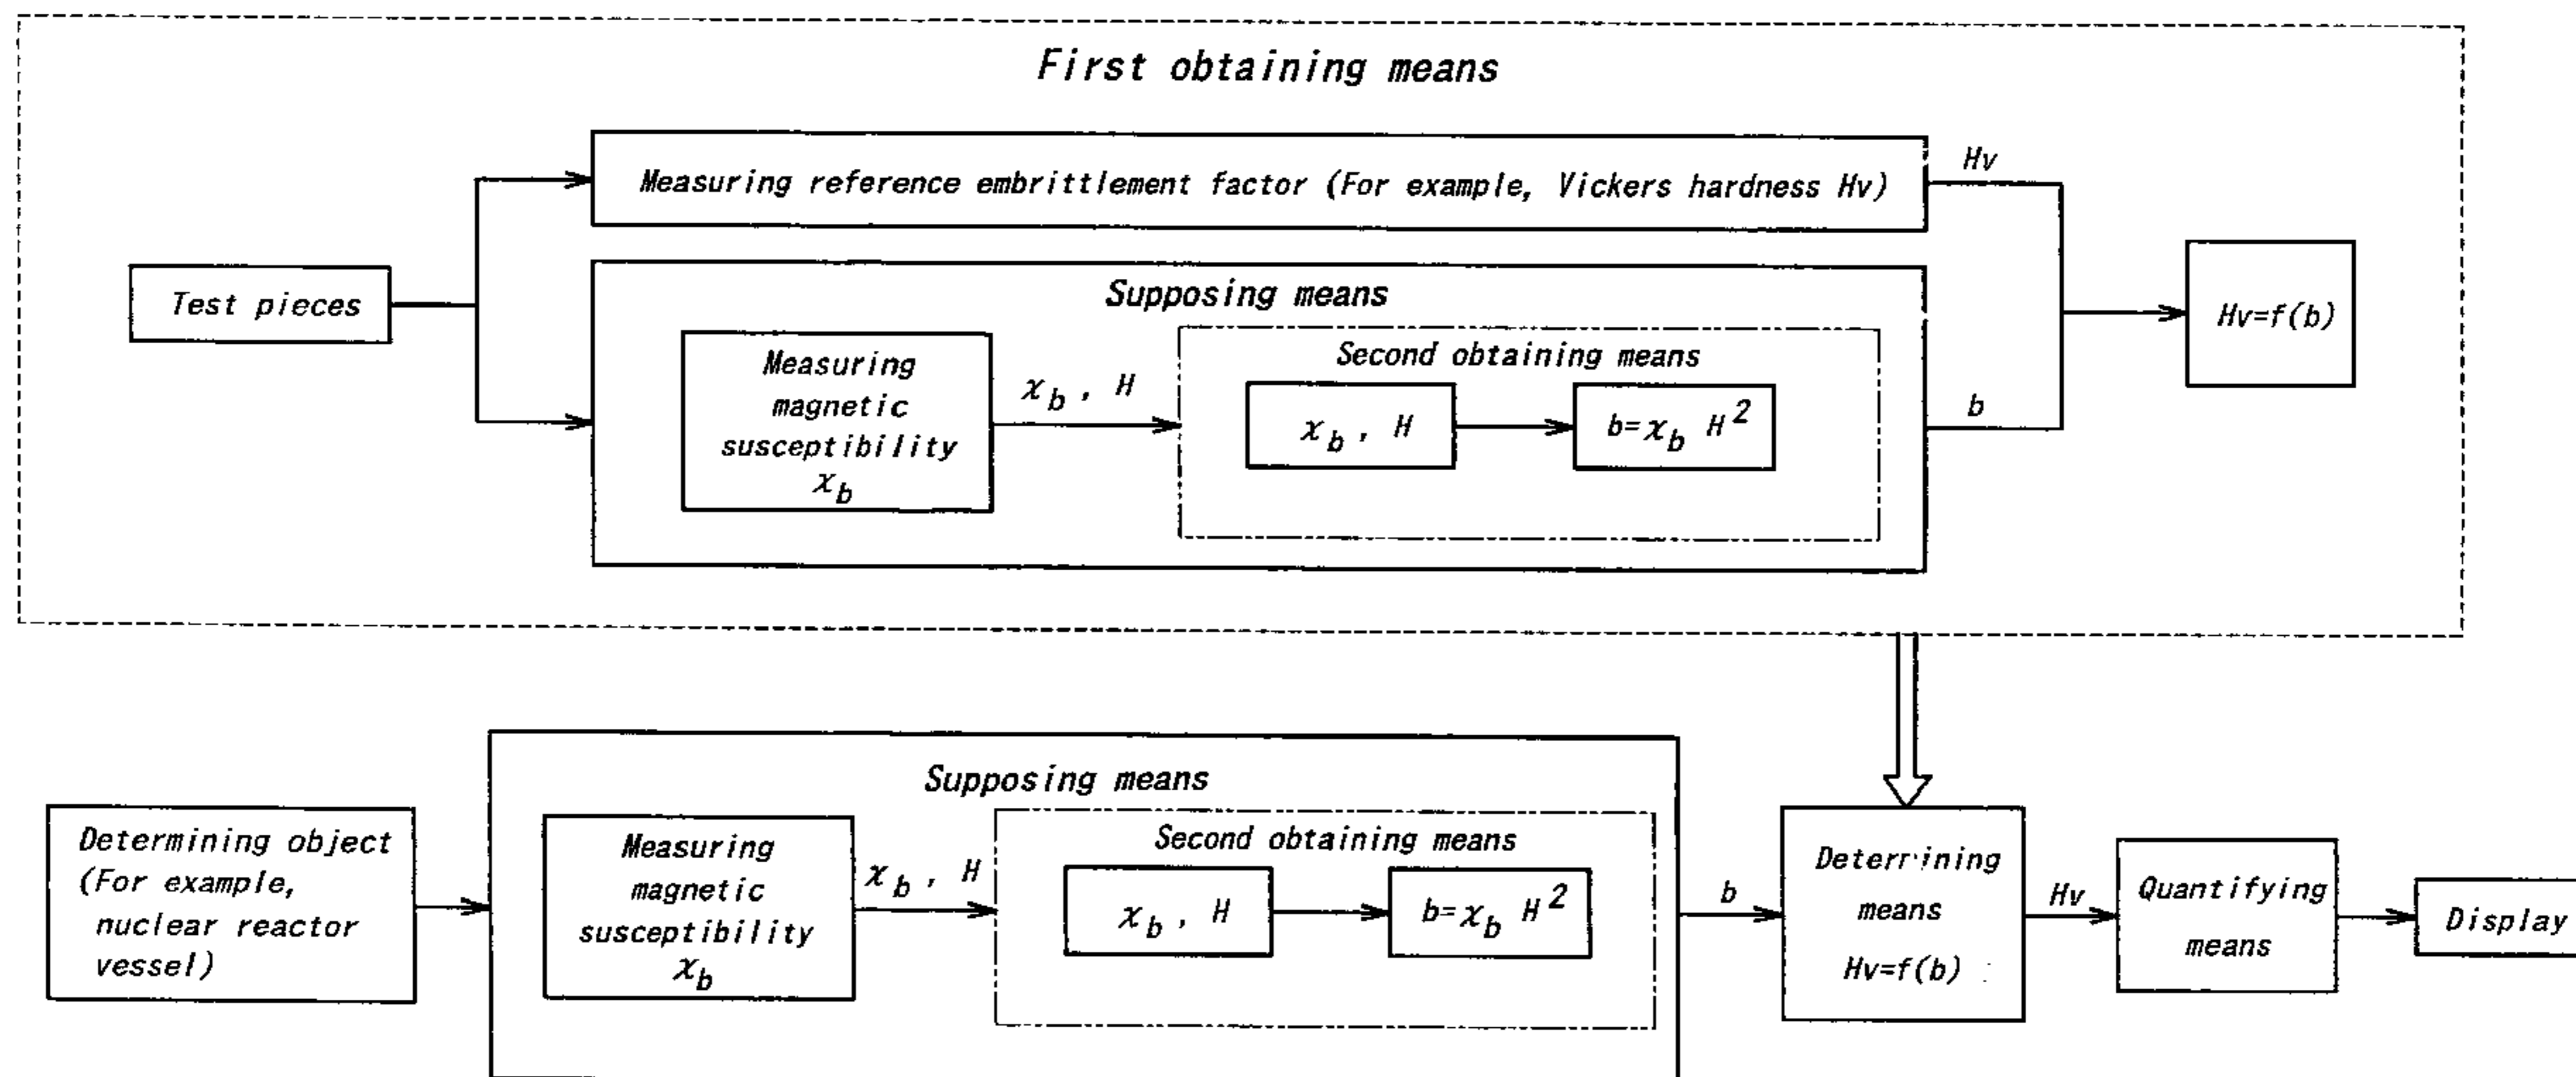 First obtaining means
Measuring reference embrittlement factor (For example, Vickers hardness Hv)
Hv
Test pieces
Supposing means
Measuring
magnetic
susceptibility
χb
χb , H
Second obtaining means
χb , H
b=χb H²
b
Hv=f(b)
Determining object
(For example,
nuclear reactor
vessel)
Supposing means
Measuring
magnetic
susceptibility
χb
χb , H
Second obtaining means
χb , H
b=χb H²
b
Determining
means
Hv=f(b)
Hv
Quantifying
means
Display